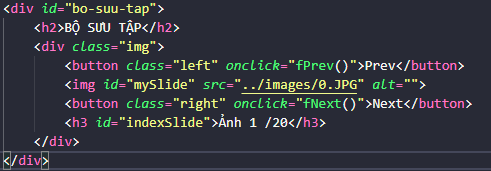 <div id="bo-suu-tap">
<h2>BỘ SƯU TẬP</h2>
<div class="img">
<button class="left" onclick="fPrev()">Prev</button>
<img id="mySlide" src="../images/0.JPG" alt="">
<button class="right" onclick="fNext()">Next</button>
<h3 id="indexSlide">Ảnh 1 /20</h3>
</div>
</div>